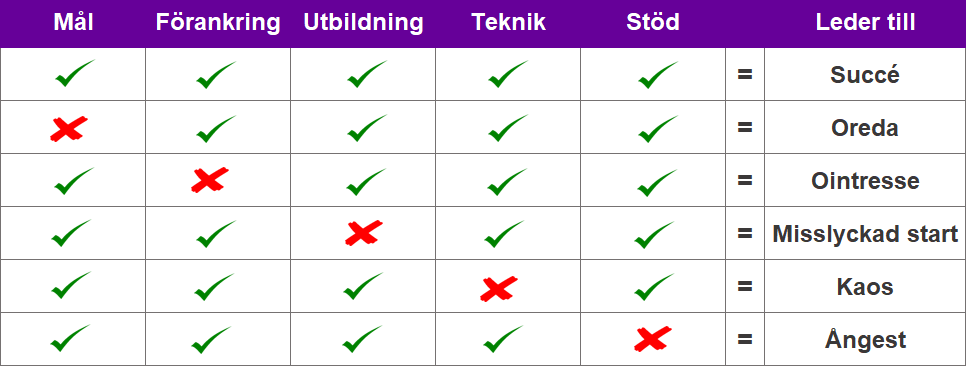 Mål Förankring Utbildning Teknik Stöd Leder till
= Succé
= Oreda
= Ointresse
= Misslyckad start
= Kaos
= Ångest